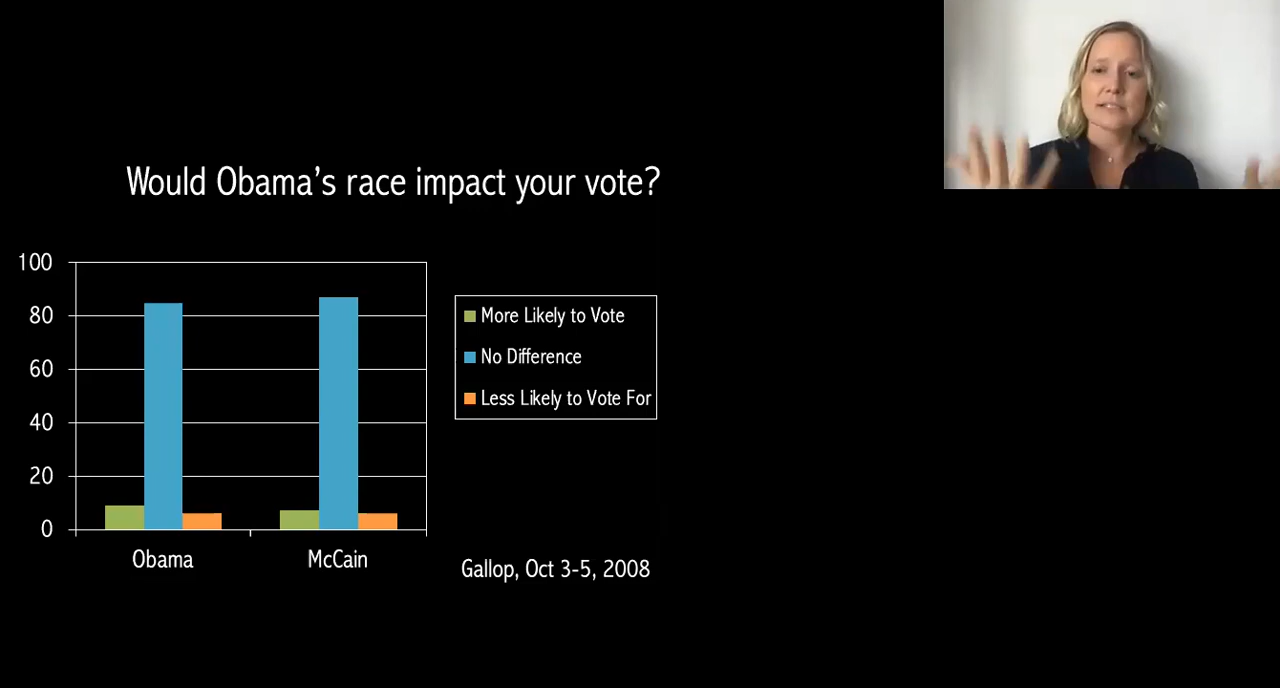 Would Obama's race impact your vote?
100
80
60
40
20
0
Obama
McCain
More Likely to Vote
No Difference
Less Likely to Vote For
Gallop, Oct 3-5, 2008